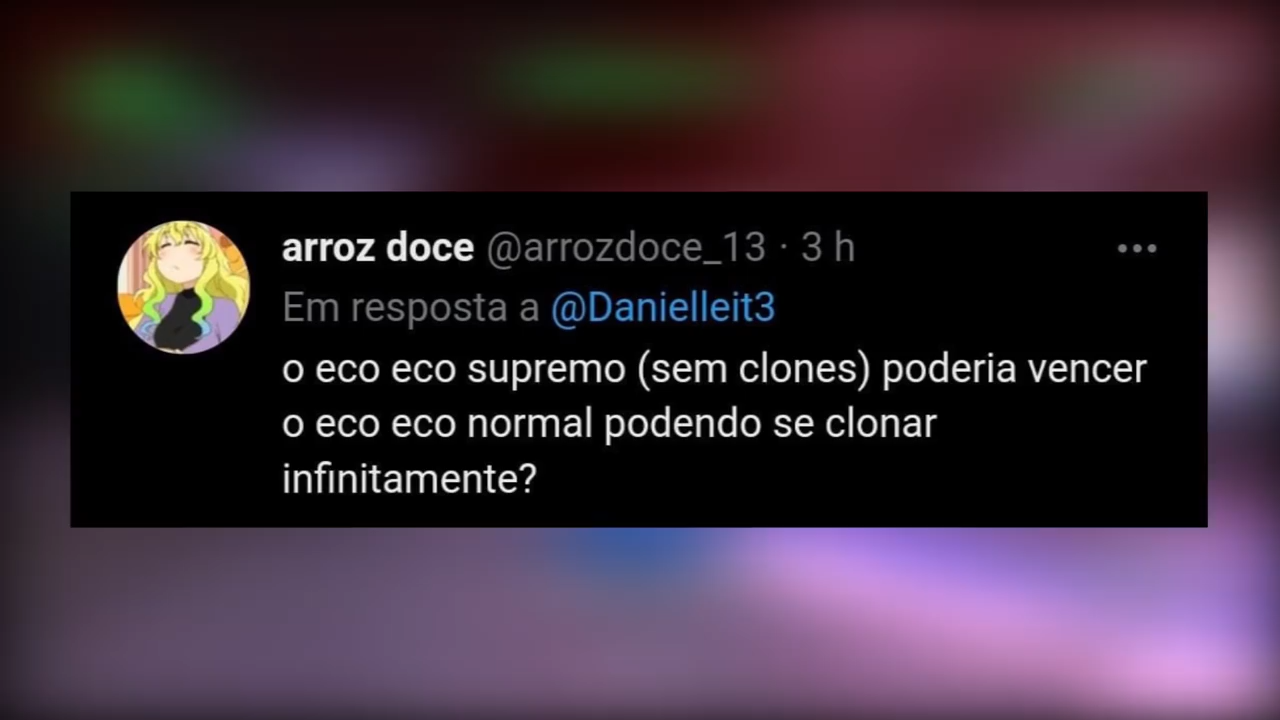 arroz doce @arrozdoce_13 · 3 h
Em resposta a @Danielleit3
o eco eco supremo (sem clones) poderia vencer
o eco eco normal podendo se clonar
infinitamente?